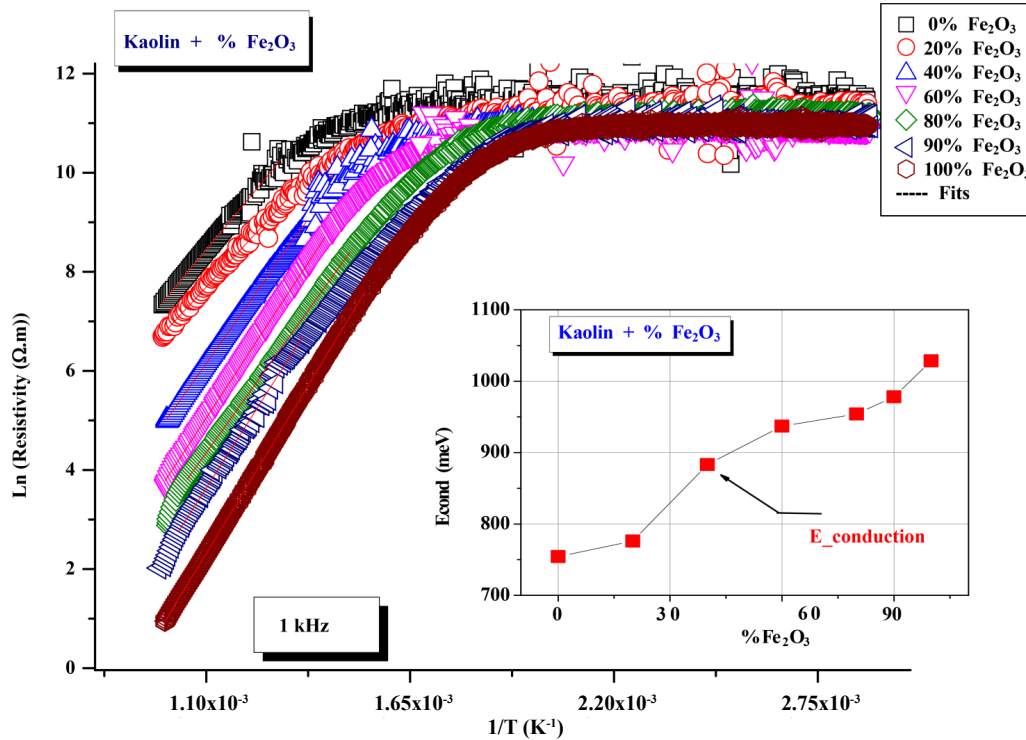 Kaolin + % Fe₂O₃
0% Fe₂O₃
20% Fe₂O₃
40% Fe₂O₃
60% Fe₂O₃
80% Fe₂O₃
90% Fe₂O₃
100% Fe₂O₃
Fits
12
10
8
6
4
2
0
Ln (Resistivity (Ω.m))
1 kHz
1.10x10⁻³
1.65x10⁻³
2.20x10⁻³
2.75x10⁻³
1/T (K⁻¹)
Kaolin + % Fe₂O₃
1100
1000
900
800
700
Econd (meV)
E_conduction
0
30
60
90
%Fe₂O₃